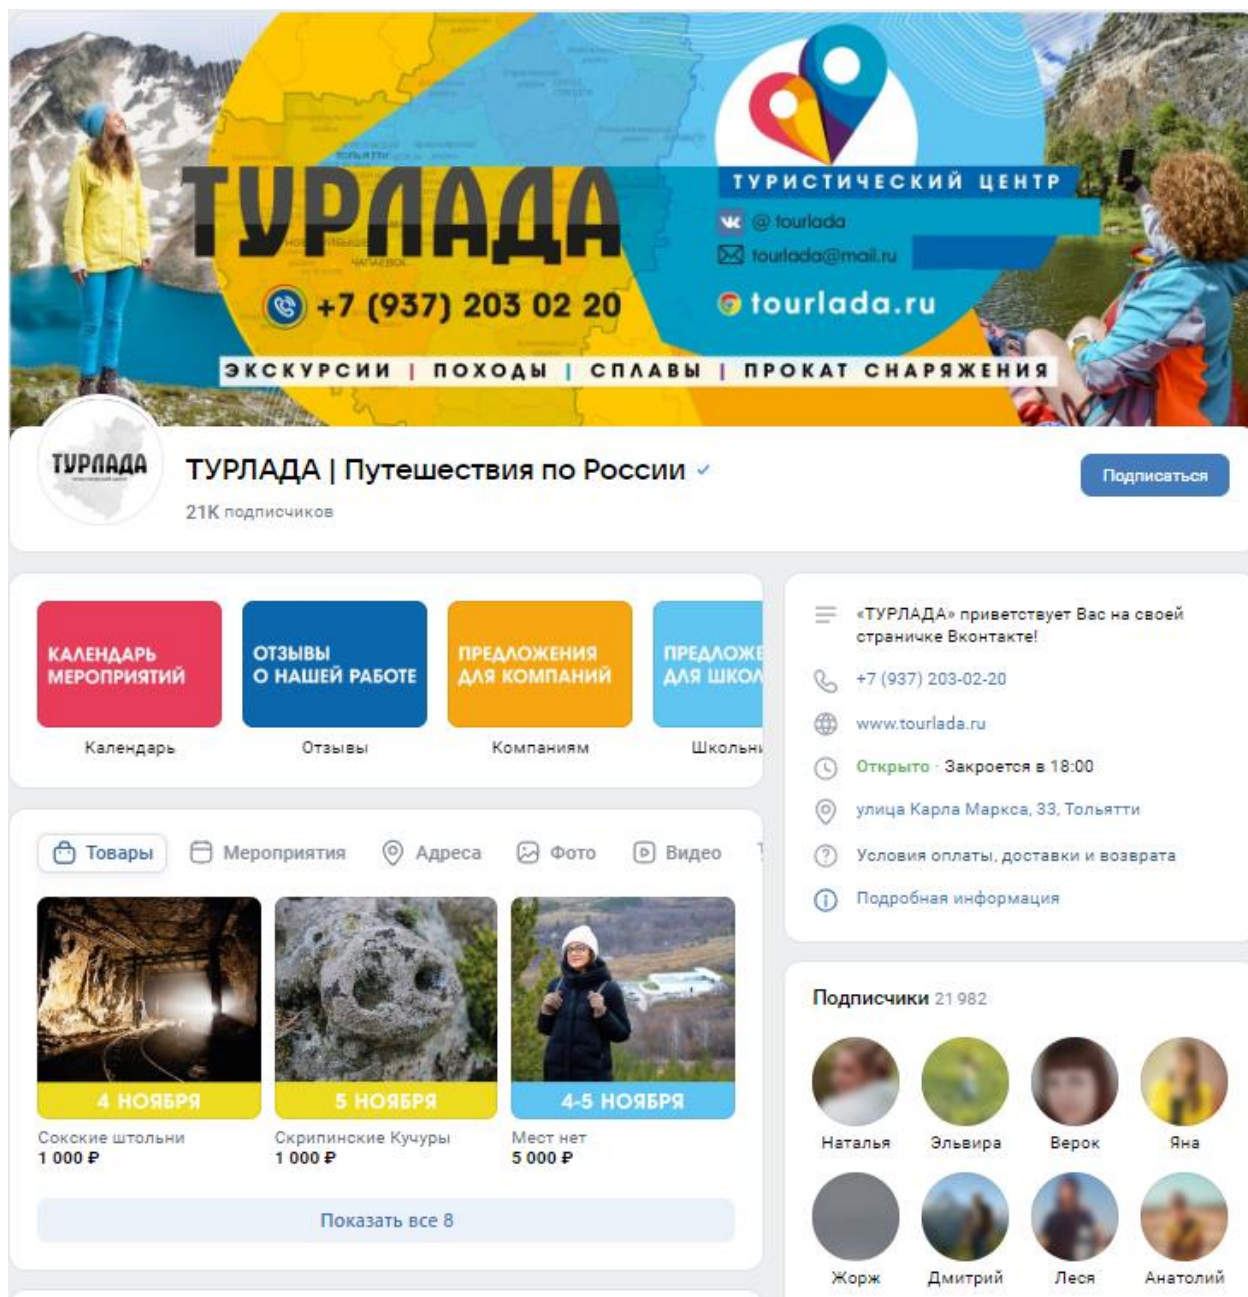 ТУРЛАДА
ТУРИСТИЧЕСКИЙ ЦЕНТР
@ tourlada
tourlada@mail.ru
+7 (937) 203 02 20
tourlada.ru
ЭКСКУРСИИ | ПОХОДЫ | СПЛАВЫ | ПРОКАТ СНАРЯЖЕНИЯ
ТУРЛАДА
ТУРЛАДА | Путешествия по России
21K подписчиков
Подписаться
КАЛЕНДАРЬ
МЕРОПРИЯТИЙ
ОТЗЫВЫ
О НАШЕЙ РАБОТЕ
ПРЕДЛОЖЕНИЯ
ДЛЯ КОМПАНИЙ
ПРЕДЛОЖЕ
ДЛЯ ШКОЛ
Календарь
Отзывы
Компаниям
Школьни
«ТУРЛАДА» приветствует Вас на своей
страничке Вконтакте!
+7 (937) 203-02-20
www.tourlada.ru
Открыто · Закроется в 18:00
улица Карла Маркса, 33, Тольятти
Условия оплаты, доставки и возврата
Подробная информация
Товары
Мероприятия
Адреса
Фото
Видео
4 НОЯБРЯ
5 НОЯБРЯ
4-5 НОЯБРЯ
Сокские штольни
1 000 ₽
Скрипинские Кучуры
1 000 ₽
Мест нет
5 000 ₽
Показать все 8
Подписчики 21 982
Наталья
Эльвира
Верок
Яна
Жорж
Дмитрий
Леся
Анатолий